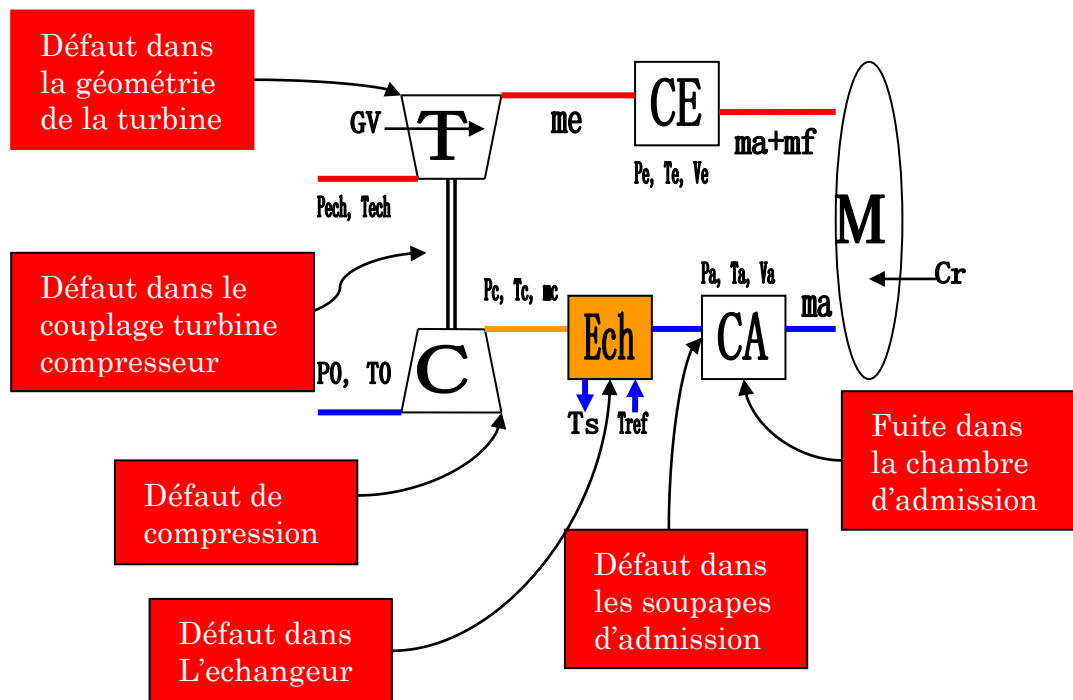 Défaut dans
la géométrie
de la turbine
GV
T
me
CE
ma+mf
Pe, Te, Ve
Pech, Tech
M
Cr
Défaut dans le
couplage turbine
compresseur
Pc, Tc, mc
Pa, Ta, Va
Ech
CA
ma
P0, T0
C
Ts
Tref
Fuite dans
la chambre
d'admission
Défaut de
compression
Défaut dans
les soupapes
d'admission
Défaut dans
L'echangeur